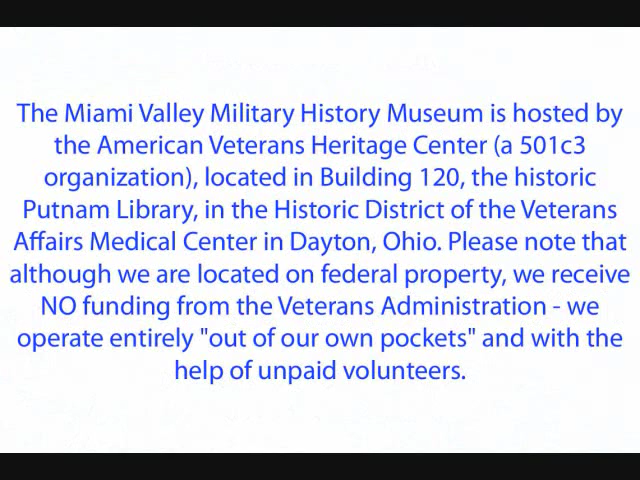 The Miami Valley Military History Museum is hosted by
the American Veterans Heritage Center (a 501c3
organization), located in Building 120, the historic
Putnam Library, in the Historic District of the Veterans
Affairs Medical Center in Dayton, Ohio. Please note that
although we are located on federal property, we receive
NO funding from the Veterans Administration - we
operate entirely "out of our own pockets" and with the
help of unpaid volunteers.